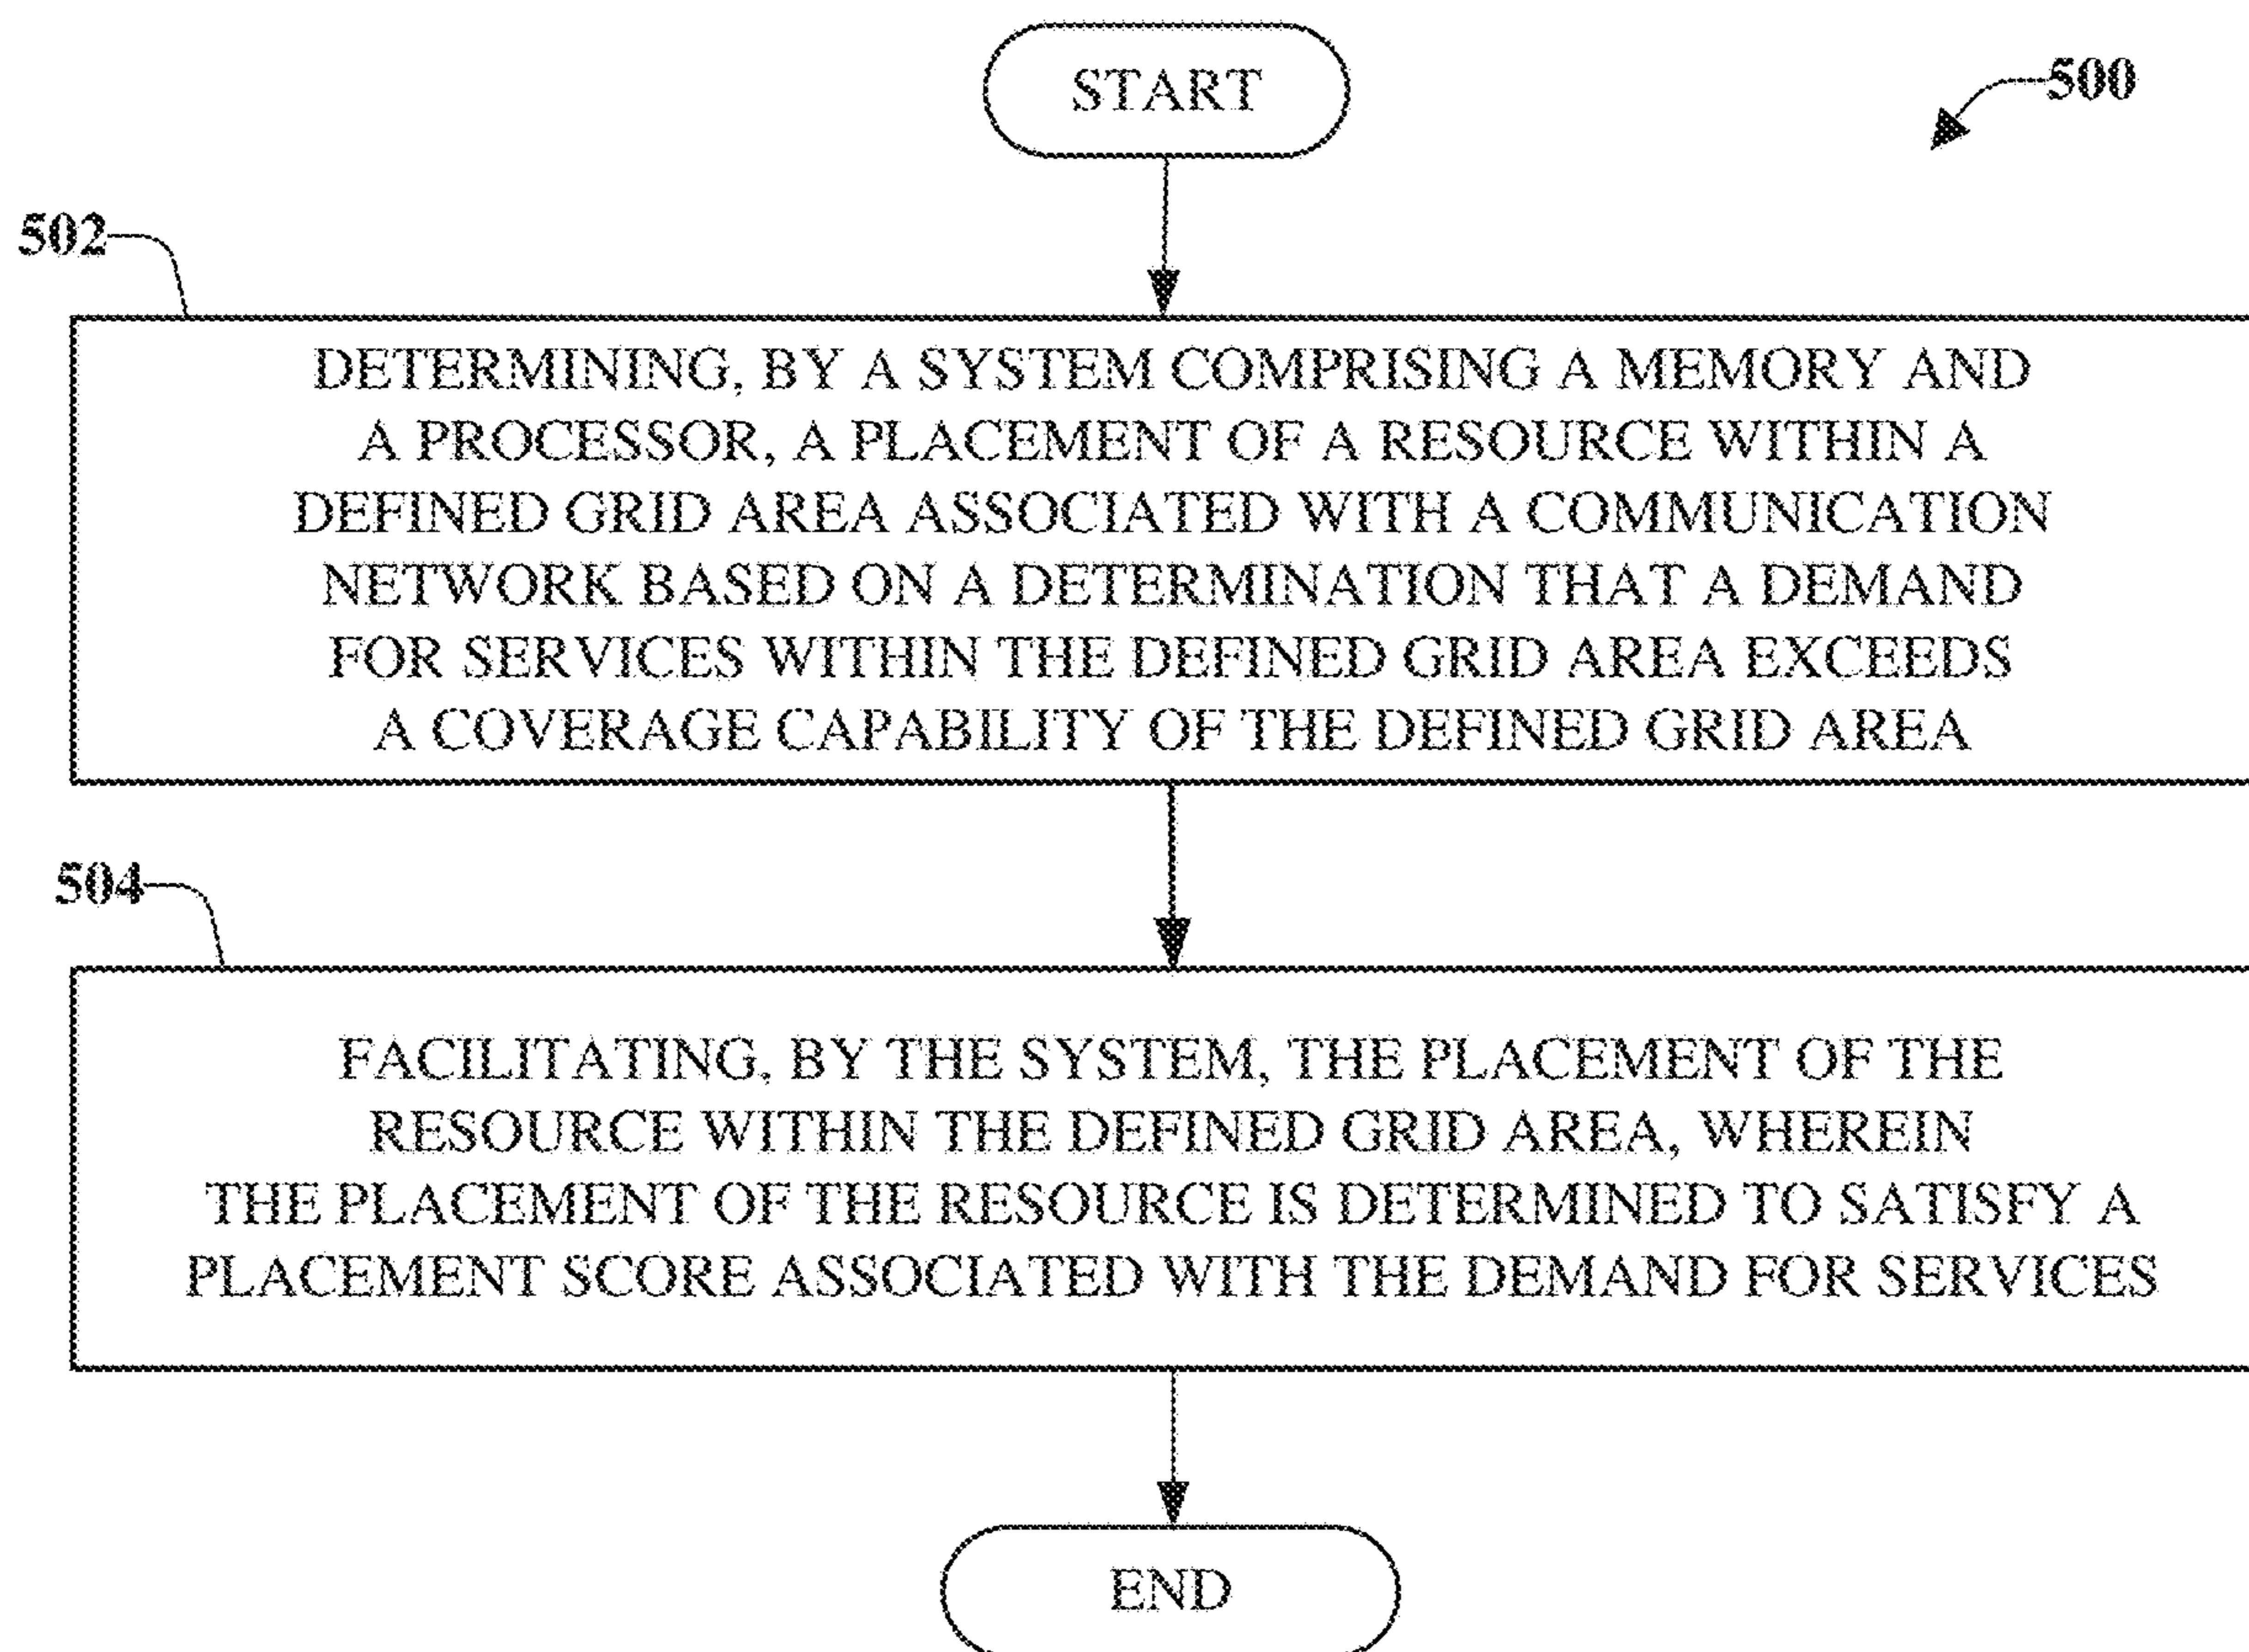 START
500
502
DETERMINING, BY A SYSTEM COMPRISING A MEMORY AND
A PROCESSOR, A PLACEMENT OF A RESOURCE WITHIN A
DEFINED GRID AREA ASSOCIATED WITH A COMMUNICATION
NETWORK BASED ON A DETERMINATION THAT A DEMAND
FOR SERVICES WITHIN THE DEFINED GRID AREA EXCEEDS
A COVERAGE CAPABILITY OF THE DEFINED GRID AREA
504
FACILITATING, BY THE SYSTEM, THE PLACEMENT OF THE
RESOURCE WITHIN THE DEFINED GRID AREA, WHEREIN
THE PLACEMENT OF THE RESOURCE IS DETERMINED TO SATISFY A
PLACEMENT SCORE ASSOCIATED WITH THE DEMAND FOR SERVICES
END